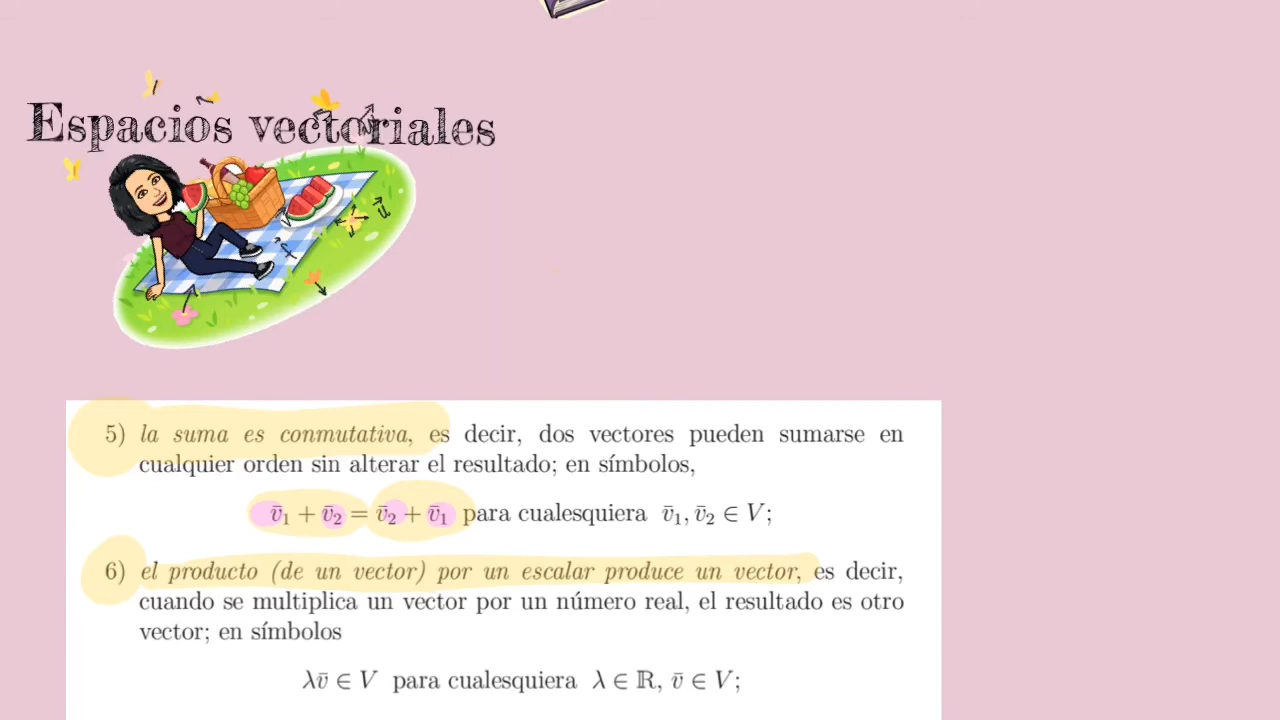 Espacios vectoriales
5) la suma es conmutativa, es decir, dos vectores pueden sumarse en
cualquier orden sin alterar el resultado; en símbolos,
v̄₁ + v̄₂ = v̄₂ + v̄₁ para cualesquiera v̄₁, v̄₂ ∈ V;
6) el producto (de un vector) por un escalar produce un vector, es decir,
cuando se multiplica un vector por un número real, el resultado es otro
vector; en símbolos
λv̄ ∈ V para cualesquiera λ ∈ ℝ, v̄ ∈ V;